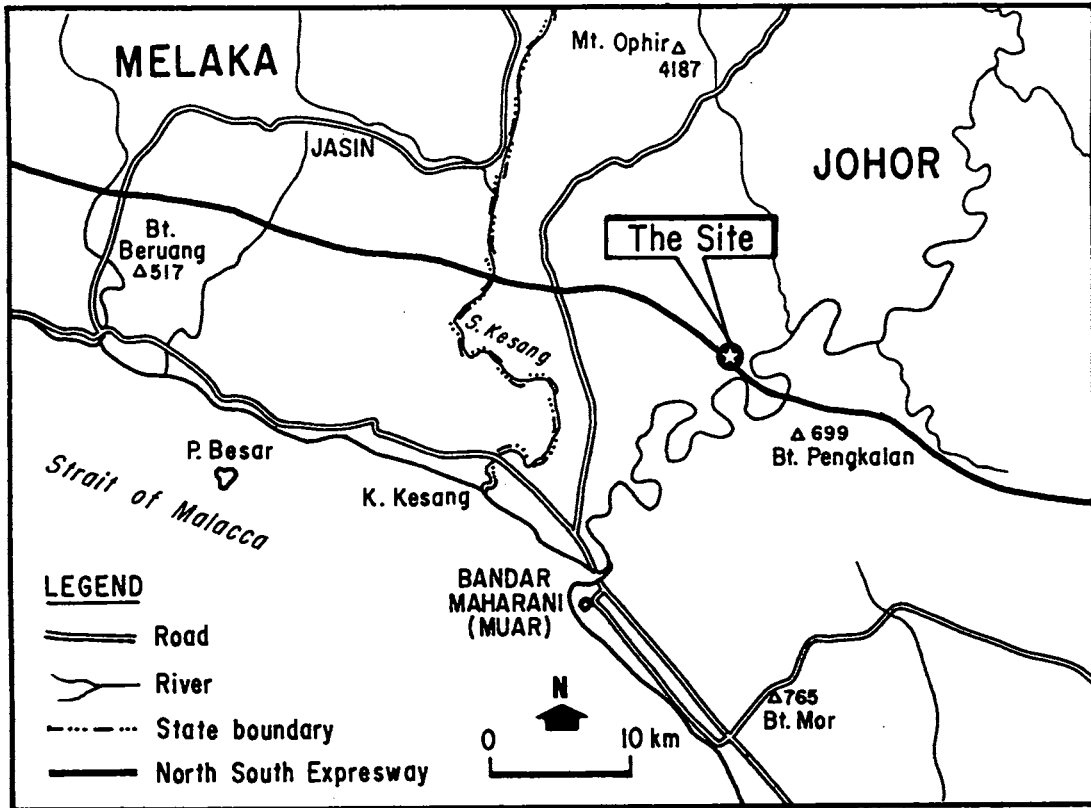 MELAKA
Mt. Ophir
4187
JASIN
JOHOR
The Site
Bt.
Beruang
517
S. Kesang
699
Bt. Pengkalan
P. Besar
Strait of Malacca
K. Kesang
BANDAR
MAHARANI
(MUAR)
765
Bt. Mor
LEGEND
Road
River
State boundary
North South Expresway
N
0 10 km